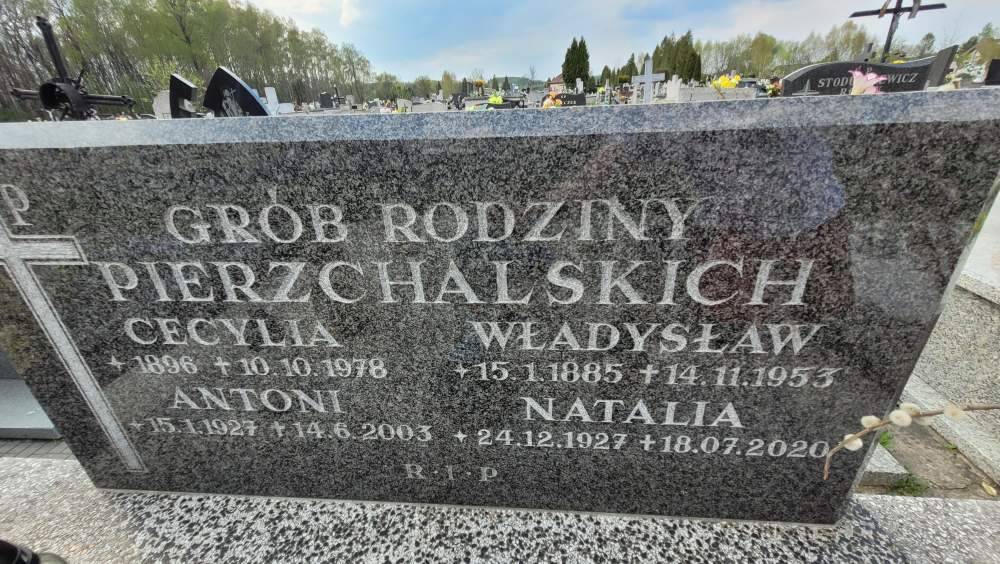 GRÓB RODZINY
PIERZCHALSKICH
CECYLIA WŁADYSŁAW
+ 1896 + 10.10.1978 + 15.1.1885 + 14.11.1953
ANTONI NATALIA
+ 15.1.1927 + 14.6.2003 + 24.12.1927 + 18.07.2020
R·I·P